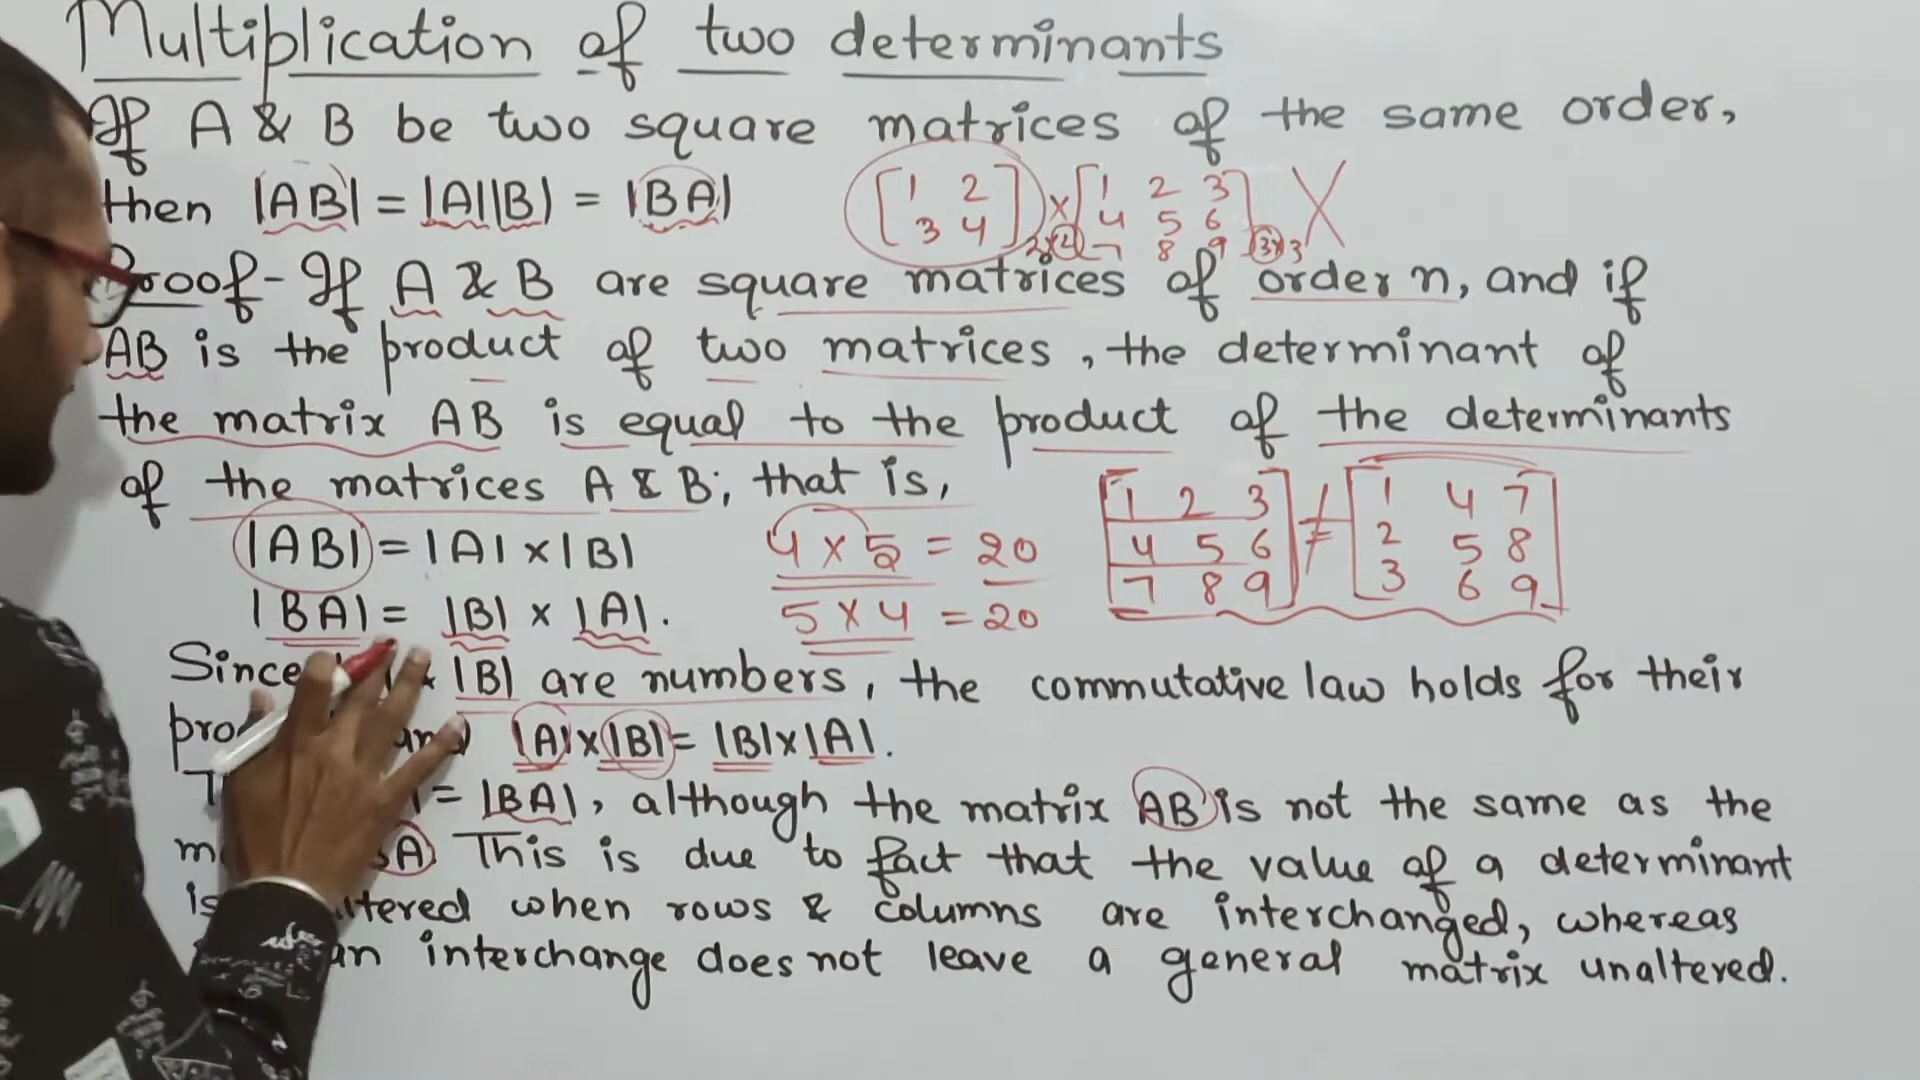 Multiplication of two determinants
If A & B be two square matrices of the same order,
then |AB| = |A||B| = |BA|
[1 2
3 4] 2x2 × [1 2 3
4 5 6
7 8 9] 3x3 X
Proof- If A & B are square matrices of order n, and if
AB is the product of two matrices, the determinant of
the matrix AB is equal to the product of the determinants
of the matrices A & B; that is,
|AB| = |A| × |B|
|BA| = |B| × |A|.
4 × 5 = 20
5 × 4 = 20
[1 2 3
4 5 6
7 8 9] ≠ [1 4 7
2 5 8
3 6 9]
Since |B| are numbers, the commutative law holds for their
and |A|×|B| = |B|×|A|.
= |BA|, although the matrix AB is not the same as the
A. This is due to fact that the value of a determinant
when rows & columns are interchanged, whereas
an interchange does not leave a general matrix unaltered.